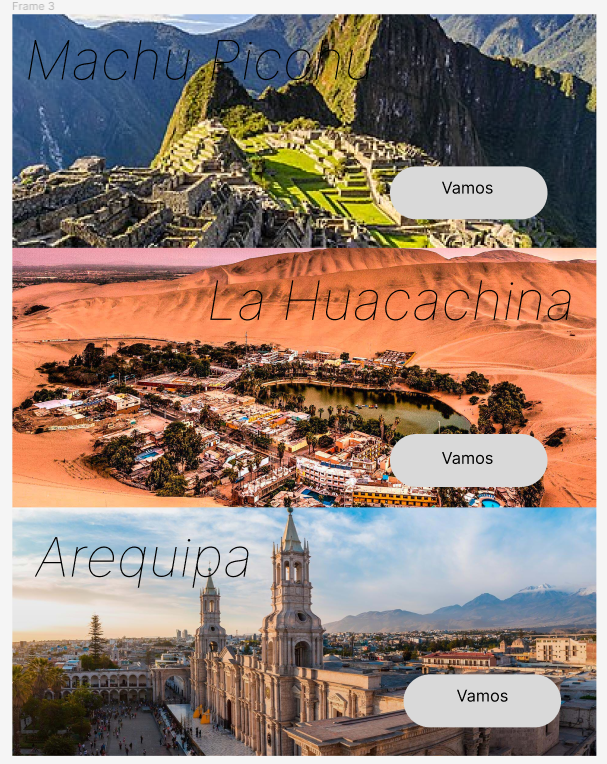 Frame 3
Machu Picchu
Vamos
La Huacachina
Vamos
Arequipa
Vamos